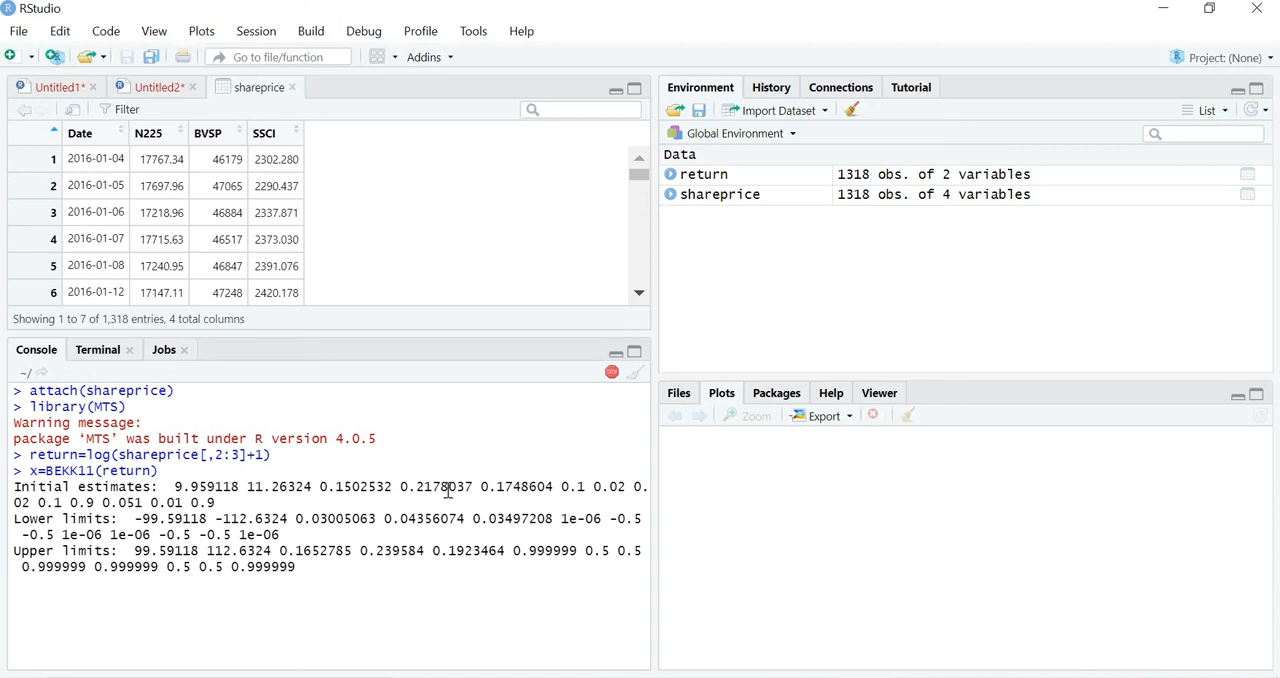 RStudio
File Edit Code View Plots Session Build Debug Profile Tools Help
Go to file/function Addins Project: (None)
Untitled1* Untitled2* shareprice
Filter
Date N225 BVSP SSCI
1 2016-01-04 17767.34 46179 2302.280
2 2016-01-05 17697.96 47065 2290.437
3 2016-01-06 17218.96 46884 2337.871
4 2016-01-07 17715.63 46517 2373.030
5 2016-01-08 17240.95 46847 2391.076
6 2016-01-12 17147.11 47248 2420.178
Showing 1 to 7 of 1,318 entries, 4 total columns
Console Terminal Jobs
~/
> attach(shareprice)
> library(MTS)
Warning message:
package ‘MTS’ was built under R version 4.0.5
> return=log(shareprice[,2:3]+1)
> x=BEKK11(return)
Initial estimates:  9.959118 11.26324 0.1502532 0.2178037 0.1748604 0.1 0.02 0.
02 0.1 0.9 0.051 0.01 0.9
Lower limits:  -99.59118 -112.6324 0.03005063 0.04356074 0.03497208 1e-06 -0.5
-0.5 1e-06 1e-06 -0.5 -0.5 1e-06
Upper limits:  99.59118 112.6324 0.1652785 0.239584 0.1923464 0.999999 0.5 0.5
0.999999 0.999999 0.5 0.5 0.999999
Environment History Connections Tutorial
Import Dataset List
Global Environment
Data
return 1318 obs. of 2 variables
shareprice 1318 obs. of 4 variables
Files Plots Packages Help Viewer
Zoom Export